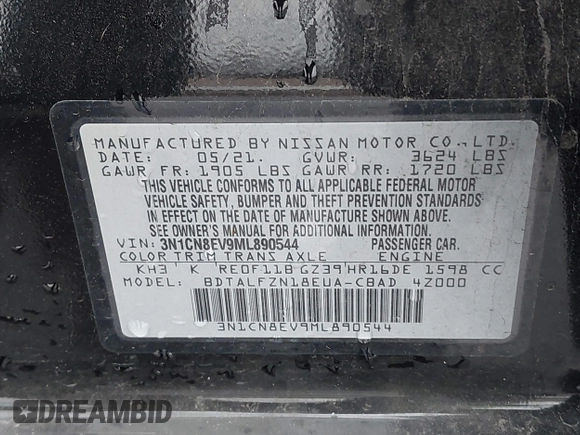 MANUFACTURED BY NISSAN MOTOR CO.,LTD.
DATE: 05/21. GVWR: 3624 LBS
GAWR FR: 1905 LBS GAWR RR: 1720 LBS
THIS VEHICLE CONFORMS TO ALL APPLICABLE FEDERAL MOTOR
VEHICLE SAFETY, BUMPER AND THEFT PREVENTION STANDARDS
IN EFFECT ON THE DATE OF MANUFACTURE SHOWN ABOVE.
SEE OWNER'S MANUAL FOR ADDITIONAL INFORMATION.
VIN: 3N1CN8EV9ML890544 PASSENGER CAR.
COLOR TRIM TRANS AXLE ENGINE
KH3 K RE0F11B GZ39 HR16DE 1598 CC
MODEL: BDTALFZN18EUA-CBAD 4Z000
3N1CN8EV9ML890544
DREAMBID